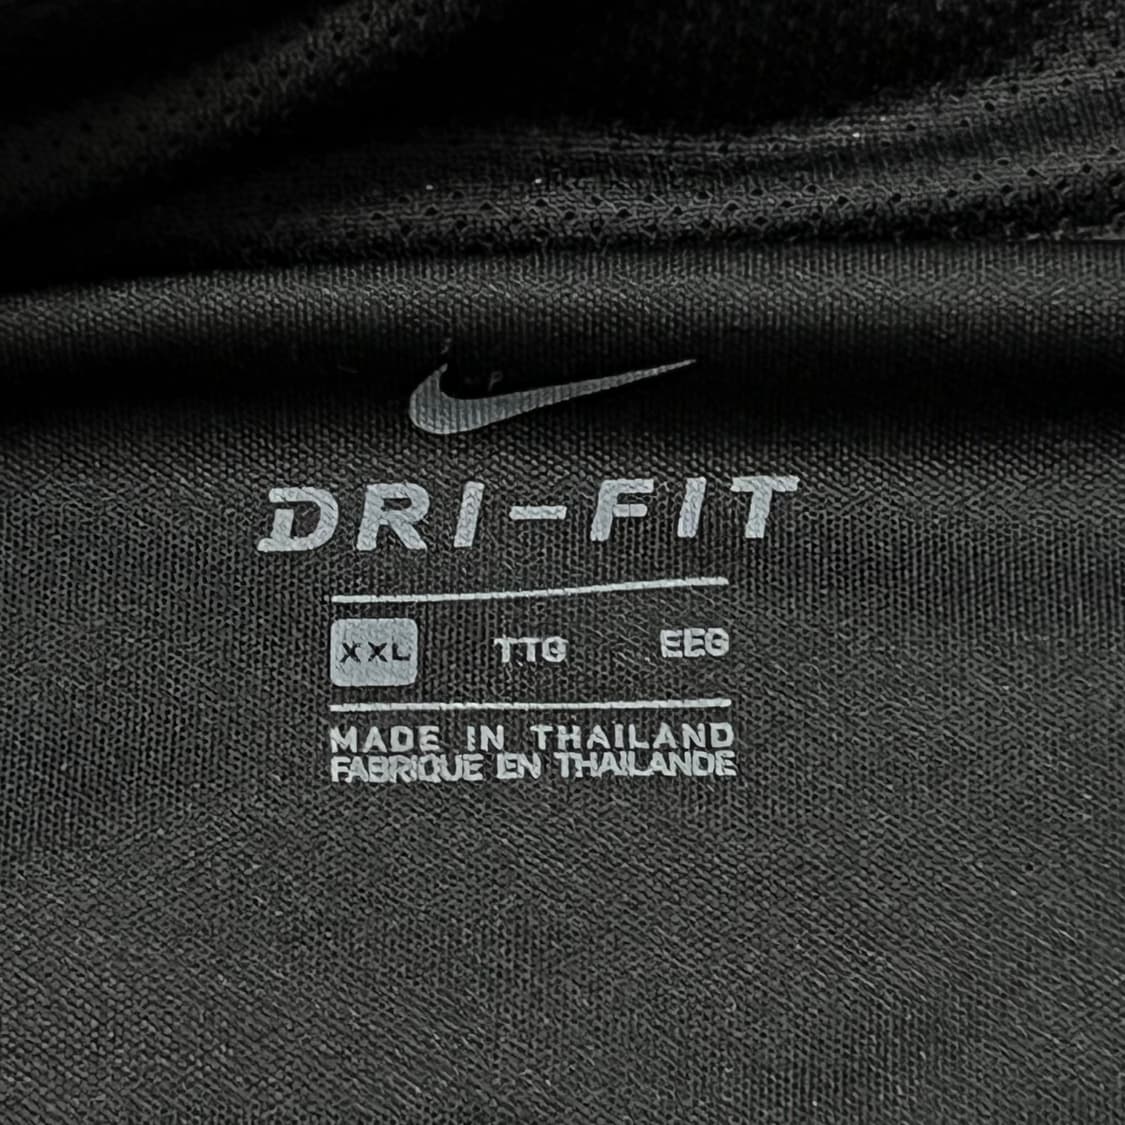 DRI-FIT
XXL TTG EEG
MADE IN THAILAND
FABRIQUE EN THAILANDE